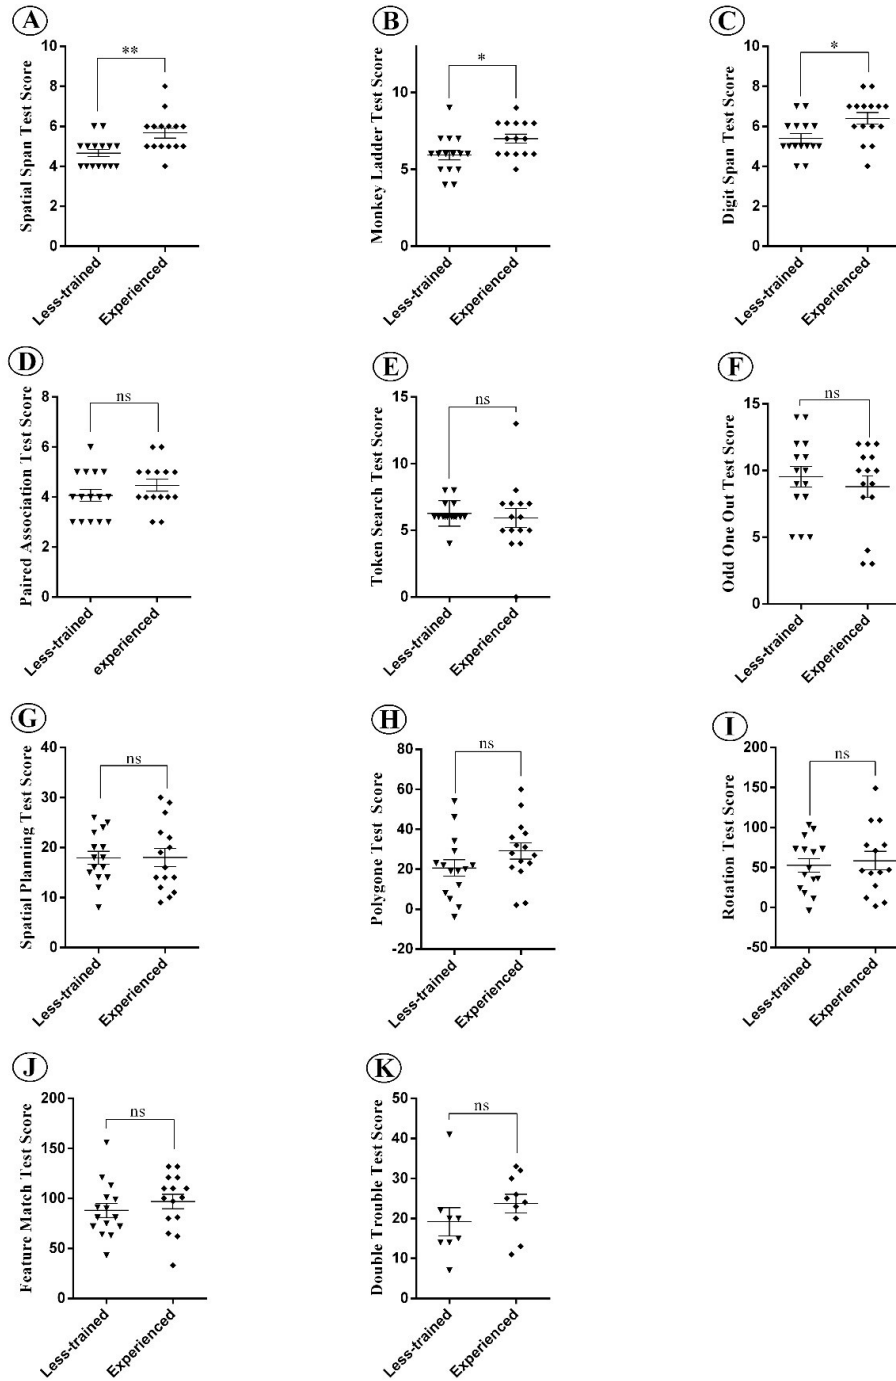 A
Spatial Span Test Score
10
8
6
4
2
0
**
Less-trained
Experienced
B
Monkey Ladder Test Score
10
5
0
*
Less-trained
Experienced
C
Digit Span Test Score
10
8
6
4
2
0
*
Less-trained
Experienced
D
Paired Association Test Score
8
6
4
2
0
ns
Less-trained
experienced
E
Token Search Test Score
15
10
5
0
ns
Less-trained
Experienced
F
Odd One Out Test Score
15
10
5
0
ns
Less-trained
Experienced
G
Spatial Planning Test Score
40
30
20
10
0
ns
Less-trained
Experienced
H
Polygone Test Score
80
60
40
20
0
-20
ns
Less-trained
Experienced
I
Rotation Test Score
200
150
100
50
0
-50
ns
Less-trained
Experienced
J
Feature Match Test Score
200
150
100
50
0
ns
Less-trained
Experienced
K
Double Trouble Test Score
50
40
30
20
10
0
ns
Less-trained
Experienced